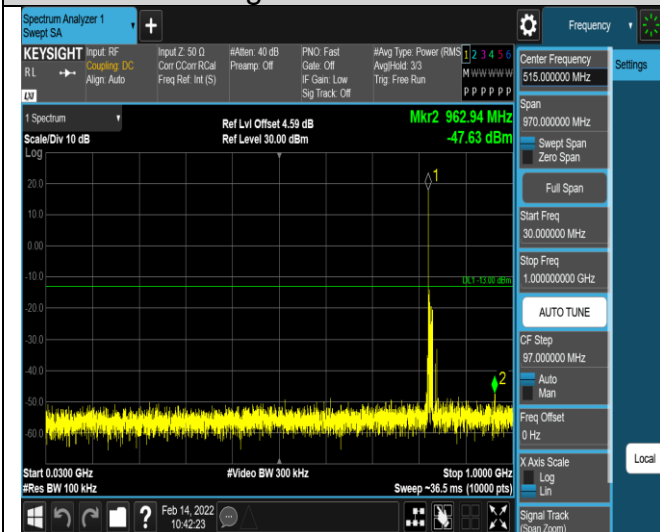 Spectrum Analyzer 1
Swept SA
Frequency
KEYSIGHT
RL
LXI
Input: RF
Coupling: DC
Align: Auto
Input Z: 50 Ω
Corr CCorr RCal
Freq Ref: Int (S)
#Atten: 40 dB
Preamp: Off
PNO: Fast
Gate: Off
IF Gain: Low
Sig Track: Off
#Avg Type: Power (RMS
Avg|Hold: 3/3
Trig: Free Run
1 2 3 4 5 6
M W W W W W
P P P P P P
1 Spectrum
Scale/Div 10 dB
Log
Ref Lvl Offset 4.59 dB
Ref Level 30.00 dBm
Mkr2 962.94 MHz
-47.63 dBm
20.0
10.0
0.00
-10.0
-20.0
-30.0
-40.0
-50.0
-60.0
1
DL1 -13.00 dBm
2
Start 0.0300 GHz
#Res BW 100 kHz
#Video BW 300 kHz
Stop 1.0000 GHz
Sweep ~36.5 ms (10000 pts)
Feb 14, 2022
10:42:23
Center Frequency
515.000000 MHz
Span
970.000000 MHz
Swept Span
Zero Span
Full Span
Start Freq
30.000000 MHz
Stop Freq
1.000000000 GHz
AUTO TUNE
CF Step
97.000000 MHz
Auto
Man
Freq Offset
0 Hz
X Axis Scale
Log
Lin
Signal Track
(Span Zoom)
Settings
Local